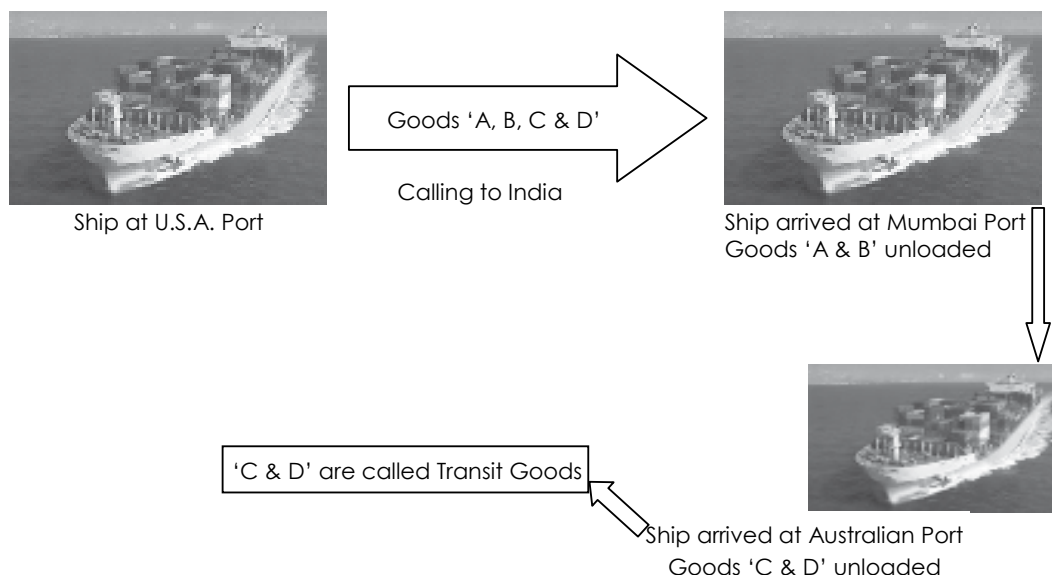 Goods ‘A, B, C & D’
Calling to India
Ship at U.S.A. Port
Ship arrived at Mumbai Port
Goods ‘A & B’ unloaded
‘C & D’ are called Transit Goods
Ship arrived at Australian Port
Goods ‘C & D’ unloaded